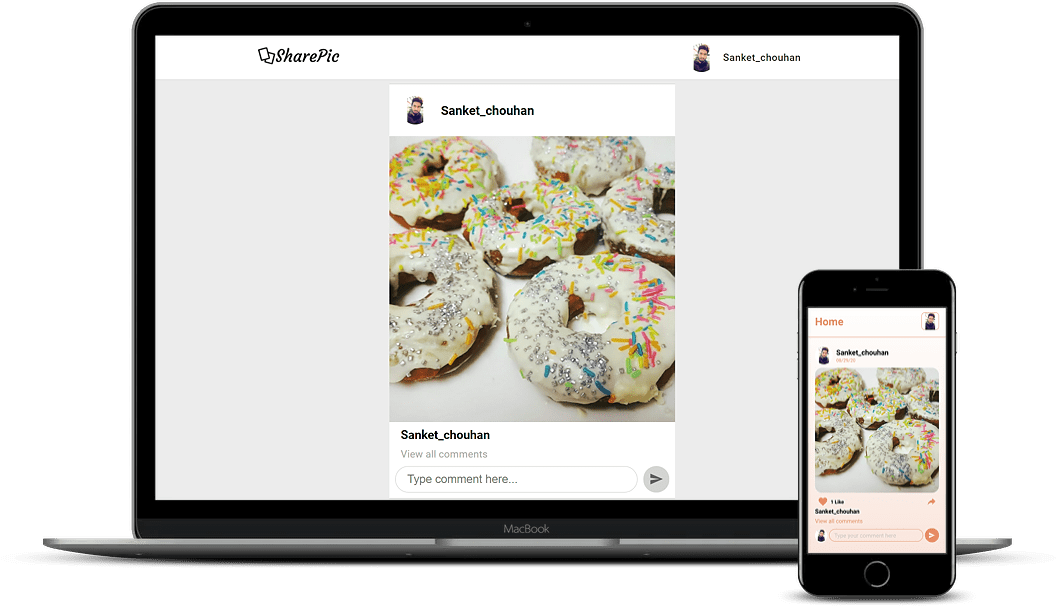 SharePic
Sanket_chouhan
Sanket_chouhan
Sanket_chouhan
View all comments
Type comment here...
MacBook
Home
Sanket_chouhan
1 Like
Sanket_chouhan
View all comments
Type your comment here